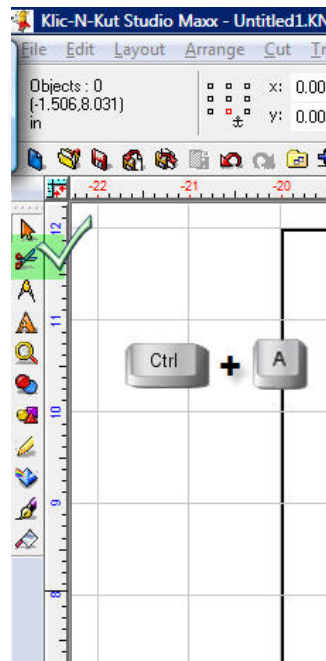 Klic-N-Kut Studio Maxx - Untitled1.KN
File Edit Layout Arrange Cut
Objects : 0
(-1.506,8.031)
in
x: 0.00
y: 0.00
-22 -21 -20
12
11
Ctrl + A
10
9
8